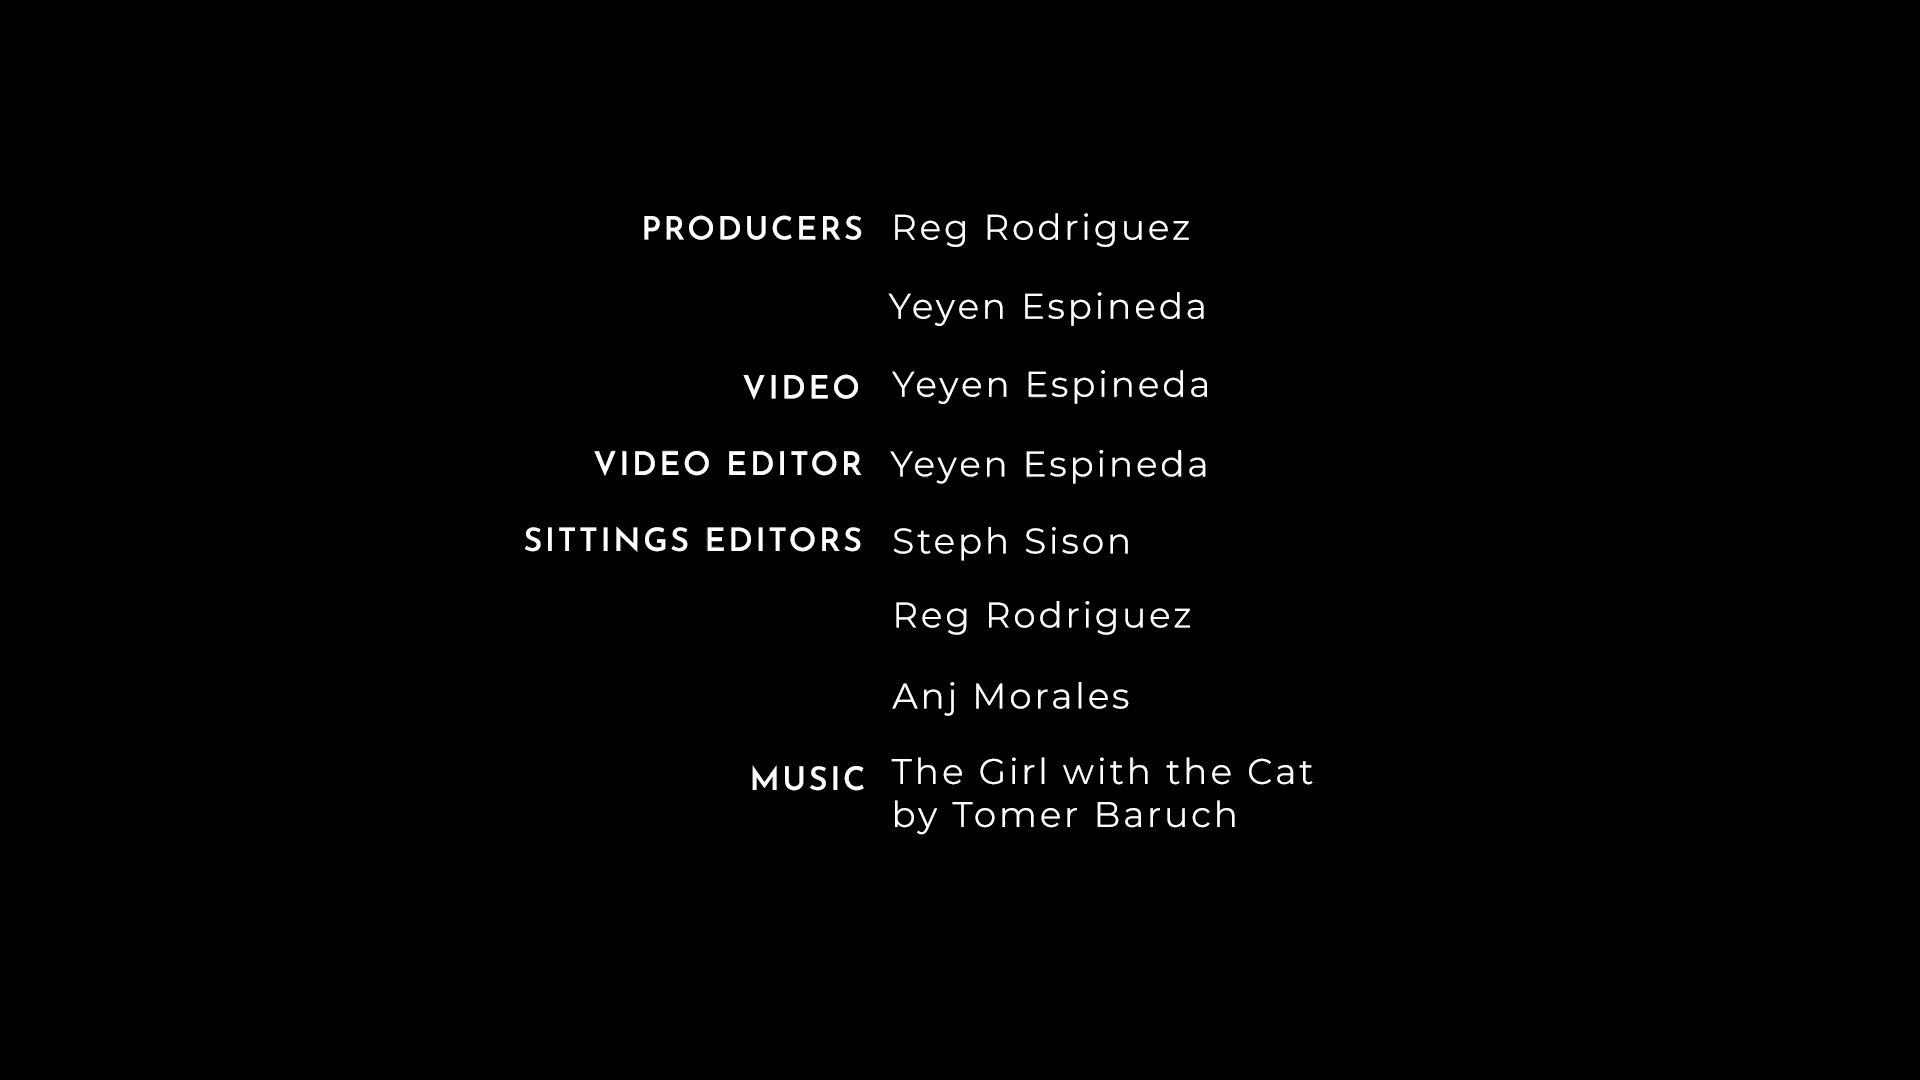 PRODUCERS Reg Rodriguez
Yeyen Espineda
VIDEO Yeyen Espineda
VIDEO EDITOR Yeyen Espineda
SITTINGS EDITORS Steph Sison
Reg Rodriguez
Anj Morales
MUSIC The Girl with the Cat
by Tomer Baruch